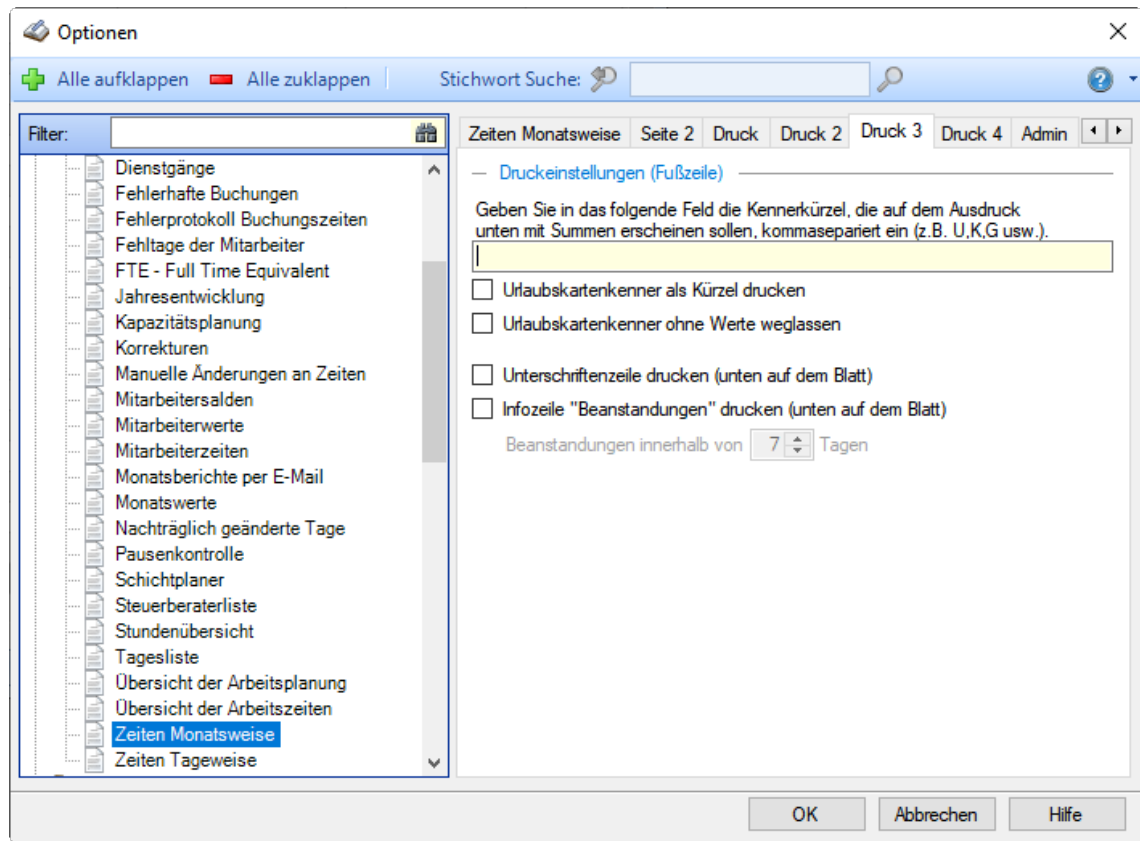 Optionen
Alle aufklappen Alle zuklappen Stichwort Suche:
Filter:
Dienstgänge
Fehlerhafte Buchungen
Fehlerprotokoll Buchungszeiten
Fehltage der Mitarbeiter
FTE - Full Time Equivalent
Jahresentwicklung
Kapazitätsplanung
Korrekturen
Manuelle Änderungen an Zeiten
Mitarbeitersalden
Mitarbeiterwerte
Mitarbeiterzeiten
Monatsberichte per E-Mail
Monatswerte
Nachträglich geänderte Tage
Pausenkontrolle
Schichtplaner
Steuerberaterliste
Stundenübersicht
Tagesliste
Übersicht der Arbeitsplanung
Übersicht der Arbeitszeiten
Zeiten Monatsweise
Zeiten Tageweise
Zeiten Monatsweise Seite 2 Druck Druck 2 Druck 3 Druck 4 Admin
Druckeinstellungen (Fußzeile)
Geben Sie in das folgende Feld die Kennerkürzel, die auf dem Ausdruck
unten mit Summen erscheinen sollen, kommasepariert ein (z.B. U,K,G usw.).
Urlaubskartenkenner als Kürzel drucken
Urlaubskartenkenner ohne Werte weglassen
Unterschriftenzeile drucken (unten auf dem Blatt)
Infozeile "Beanstandungen" drucken (unten auf dem Blatt)
Beanstandungen innerhalb von 7 Tagen
OK Abbrechen Hilfe